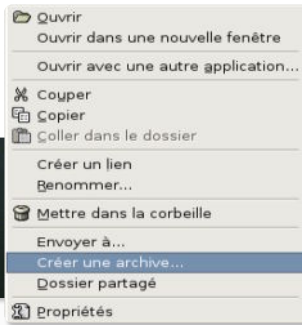 Ouvrir
Ouvrir dans une nouvelle fenêtre
Ouvrir avec une autre application...
Couper
Copier
Coller dans le dossier
Créer un lien
Renommer...
Mettre dans la corbeille
Envoyer à...
Créer une archive...
Dossier partagé
Propriétés